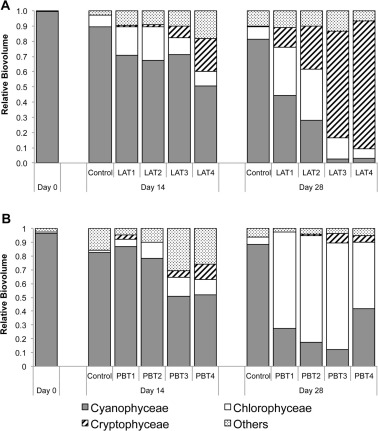 A
Relative Biovolume
1.0
0.9
0.8
0.7
0.6
0.5
0.4
0.3
0.2
0.1
0.0
Control LAT1 LAT2 LAT3 LAT4 Control LAT1 LAT2 LAT3 LAT4
Day 0 Day 14 Day 28
B
Relative Biovolume
1
0.9
0.8
0.7
0.6
0.5
0.4
0.3
0.2
0.1
0
Control PBT1 PBT2 PBT3 PBT4 Control PBT1 PBT2 PBT3 PBT4
Day 0 Day 14 Day 28
Cyanophyceae Chlorophyceae
Cryptophyceae Others